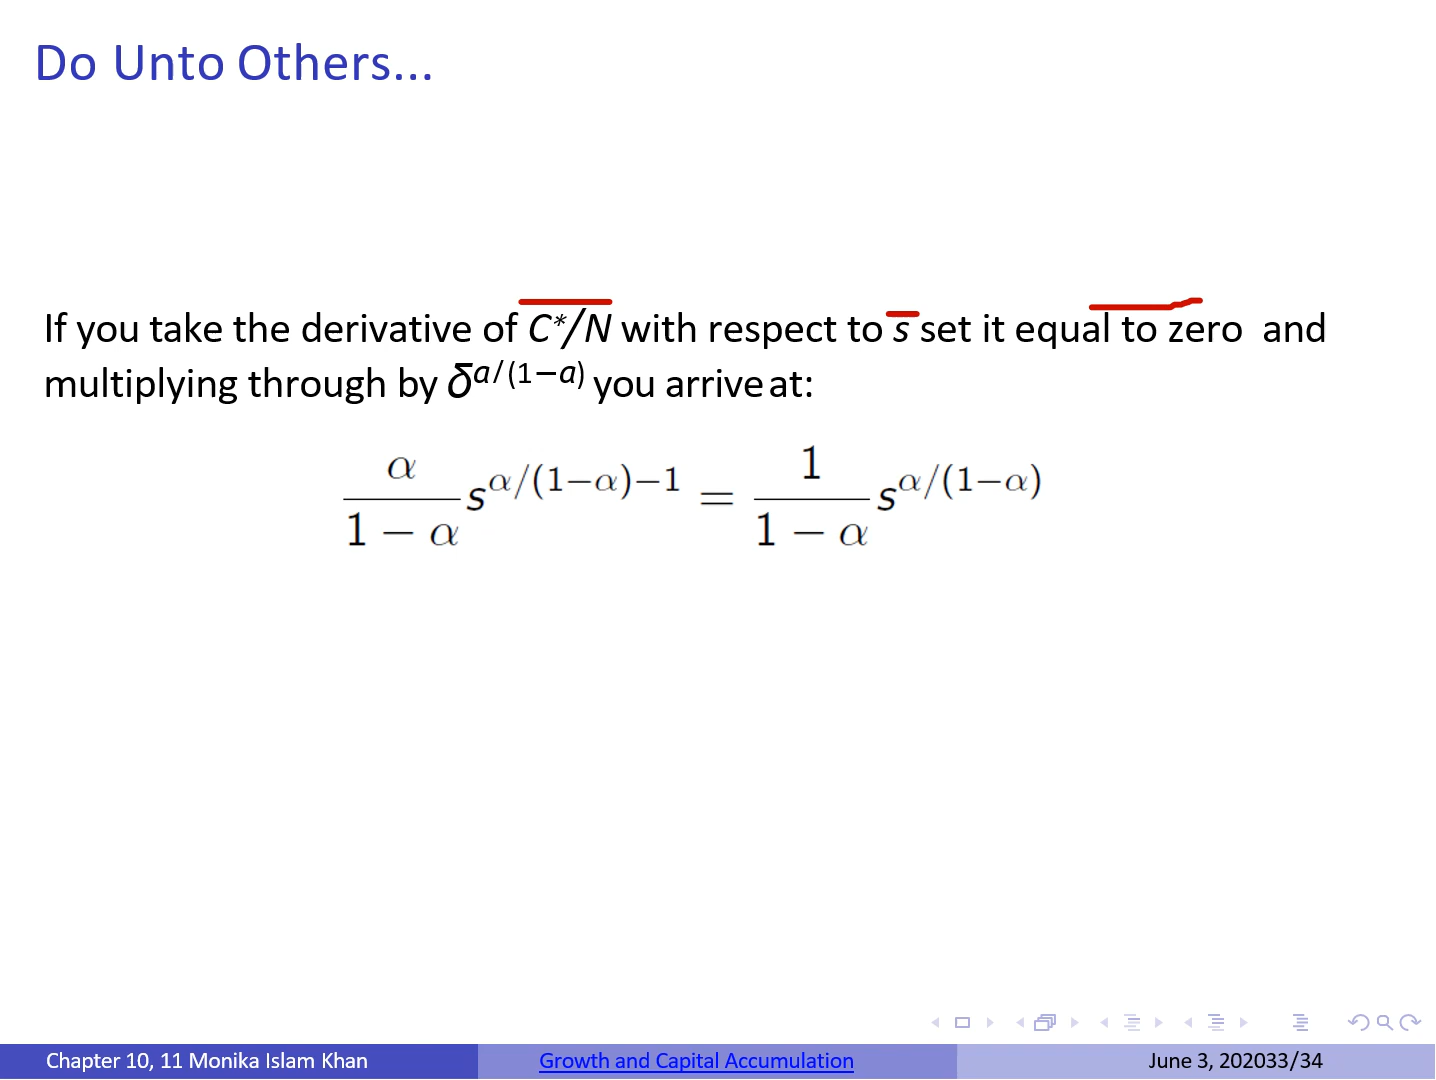 Do Unto Others...
If you take the derivative of C*/N with respect to s set it equal to zero and
multiplying through by δ^a/(1−a) you arrive at:
\frac{α}{1 − α} s^{α/(1−α)−1} = \frac{1}{1 − α} s^{α/(1−α)}
Chapter 10, 11 Monika Islam Khan Growth and Capital Accumulation June 3, 202033/34